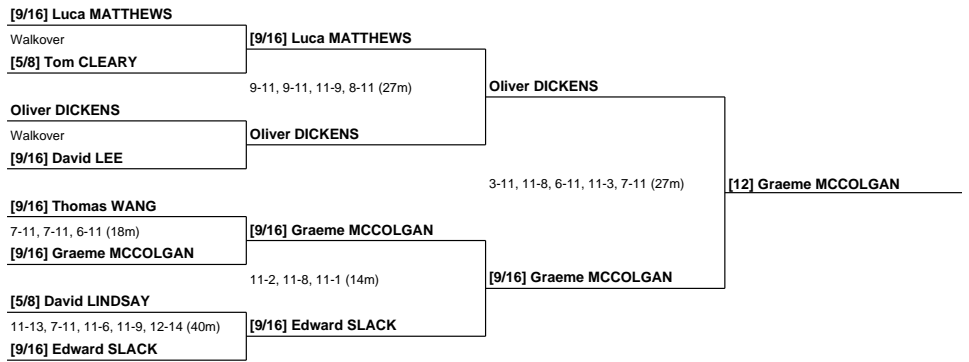 [9/16] Luca MATTHEWS
Walkover
[5/8] Tom CLEARY
[9/16] Luca MATTHEWS
9-11, 9-11, 11-9, 8-11 (27m)
Oliver DICKENS
Oliver DICKENS
Walkover
[9/16] David LEE
Oliver DICKENS
3-11, 11-8, 6-11, 11-3, 7-11 (27m)
[12] Graeme MCCOLGAN
[9/16] Thomas WANG
7-11, 7-11, 6-11 (18m)
[9/16] Graeme MCCOLGAN
[9/16] Graeme MCCOLGAN
11-2, 11-8, 11-1 (14m)
[9/16] Graeme MCCOLGAN
[5/8] David LINDSAY
11-13, 7-11, 11-6, 11-9, 12-14 (40m)
[9/16] Edward SLACK
[9/16] Edward SLACK